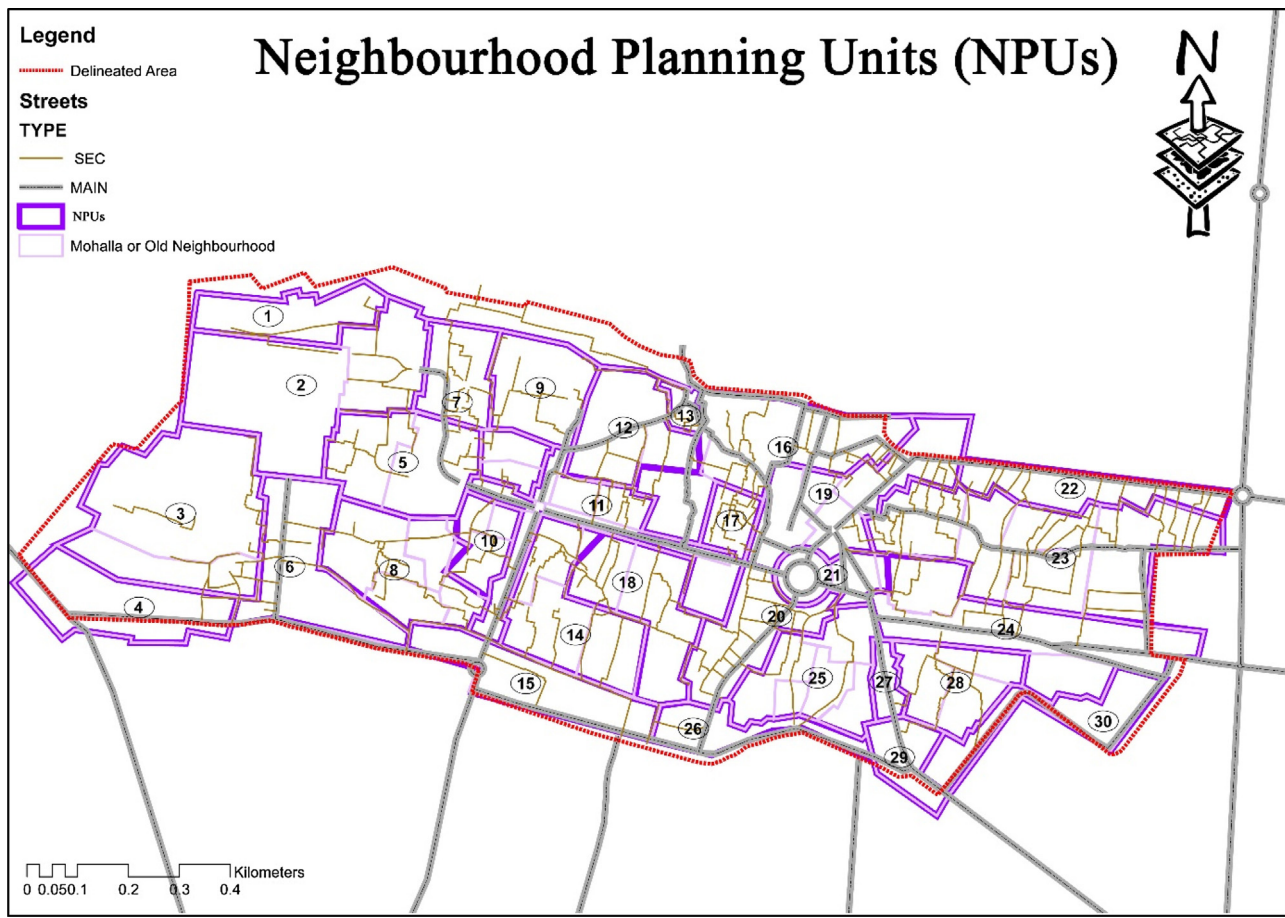 Neighbourhood Planning Units (NPUs)
Legend
Delineated Area
Streets
TYPE
SEC
MAIN
NPUs
Mohalla or Old Neighbourhood
N
1
2
3
4
5
6
7
8
9
10
11
12
13
14
15
16
17
18
19
20
21
22
23
24
25
26
27
28
29
30
Kilometers
0 0.050.1 0.2 0.3 0.4